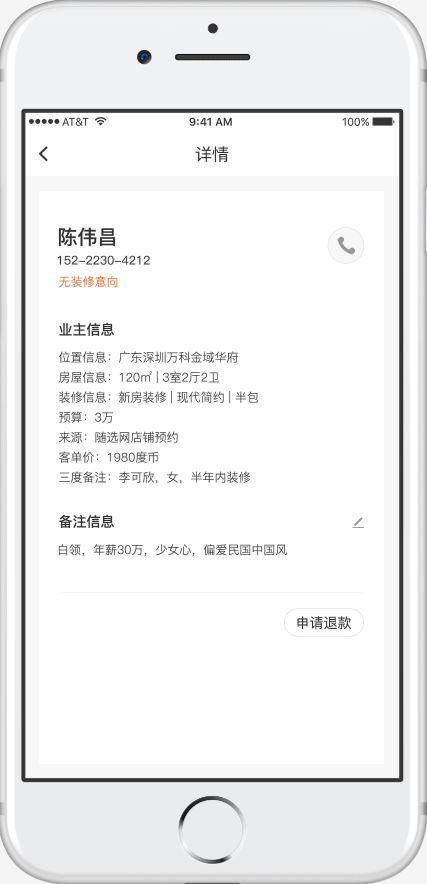 AT&T 9:41 AM 100%
详情
陈伟昌
152-2230-4212
无装修意向
业主信息
位置信息：广东深圳万科金域华府
房屋信息：120㎡ | 3室2厅2卫
装修信息：新房装修 | 现代简约 | 半包
预算：3万
来源：随选网店铺预约
客单价：1980度币
三度备注：李可欣，女，半年内装修
备注信息
白领，年薪30万，少女心，偏爱民国中国风
申请退款